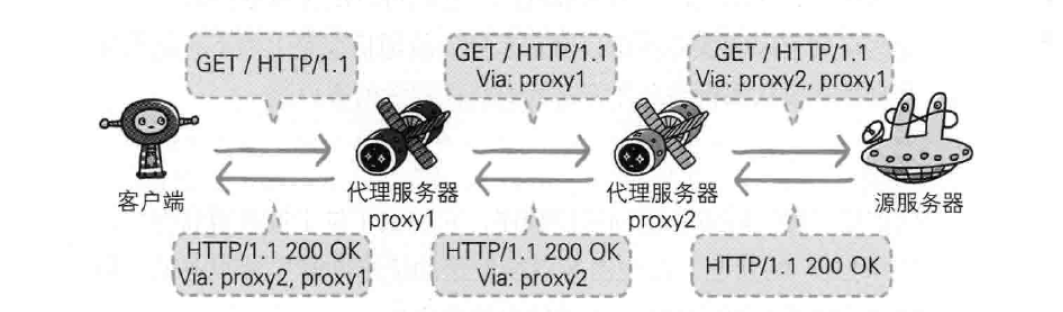 GET / HTTP/1.1
GET / HTTP/1.1
Via: proxy1
GET / HTTP/1.1
Via: proxy2, proxy1
客户端
代理服务器
proxy1
代理服务器
proxy2
源服务器
HTTP/1.1 200 OK
Via: proxy2, proxy1
HTTP/1.1 200 OK
Via: proxy2
HTTP/1.1 200 OK